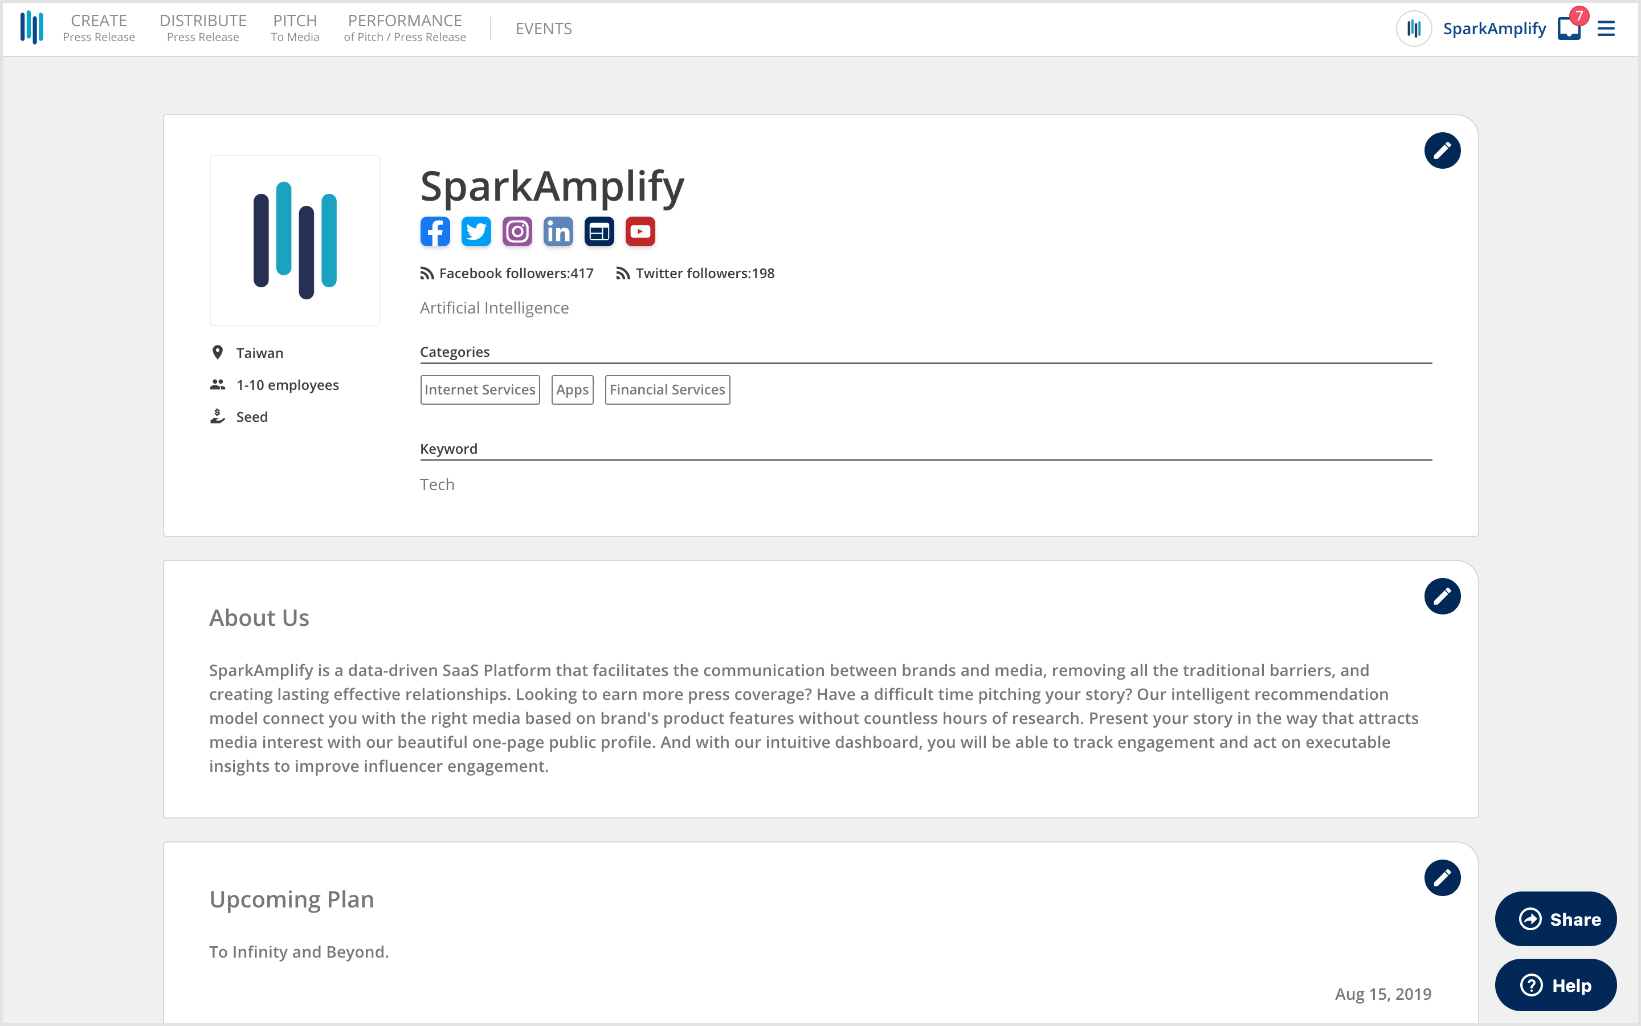 CREATE
Press Release
DISTRIBUTE
Press Release
PITCH
To Media
PERFORMANCE
of Pitch / Press Release
EVENTS
SparkAmplify
7
SparkAmplify
Facebook followers:417
Twitter followers:198
Artificial Intelligence
Taiwan
1-10 employees
Seed
Categories
Internet Services
Apps
Financial Services
Keyword
Tech
About Us
SparkAmplify is a data-driven SaaS Platform that facilitates the communication between brands and media, removing all the traditional barriers, and
creating lasting effective relationships. Looking to earn more press coverage? Have a difficult time pitching your story? Our intelligent recommendation
model connect you with the right media based on brand's product features without countless hours of research. Present your story in the way that attracts
media interest with our beautiful one-page public profile. And with our intuitive dashboard, you will be able to track engagement and act on executable
insights to improve influencer engagement.
Upcoming Plan
To Infinity and Beyond.
Aug 15, 2019
Share
Help